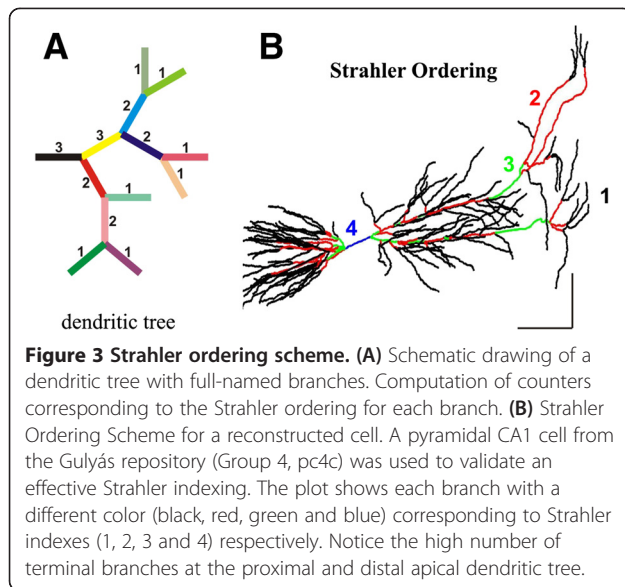 A
B
Strahler Ordering
1
1
2
2
3
3
1
1
2
1
2
1
1
dendritic tree
2
3
1
4
Figure 3 Strahler ordering scheme. (A) Schematic drawing of a
dendritic tree with full-named branches. Computation of counters
corresponding to the Strahler ordering for each branch. (B) Strahler
Ordering Scheme for a reconstructed cell. A pyramidal CA1 cell from
the Gulyás repository (Group 4, pc4c) was used to validate an
effective Strahler indexing. The plot shows each branch with a
different color (black, red, green and blue) corresponding to Strahler
indexes (1, 2, 3 and 4) respectively. Notice the high number of
terminal branches at the proximal and distal apical dendritic tree.